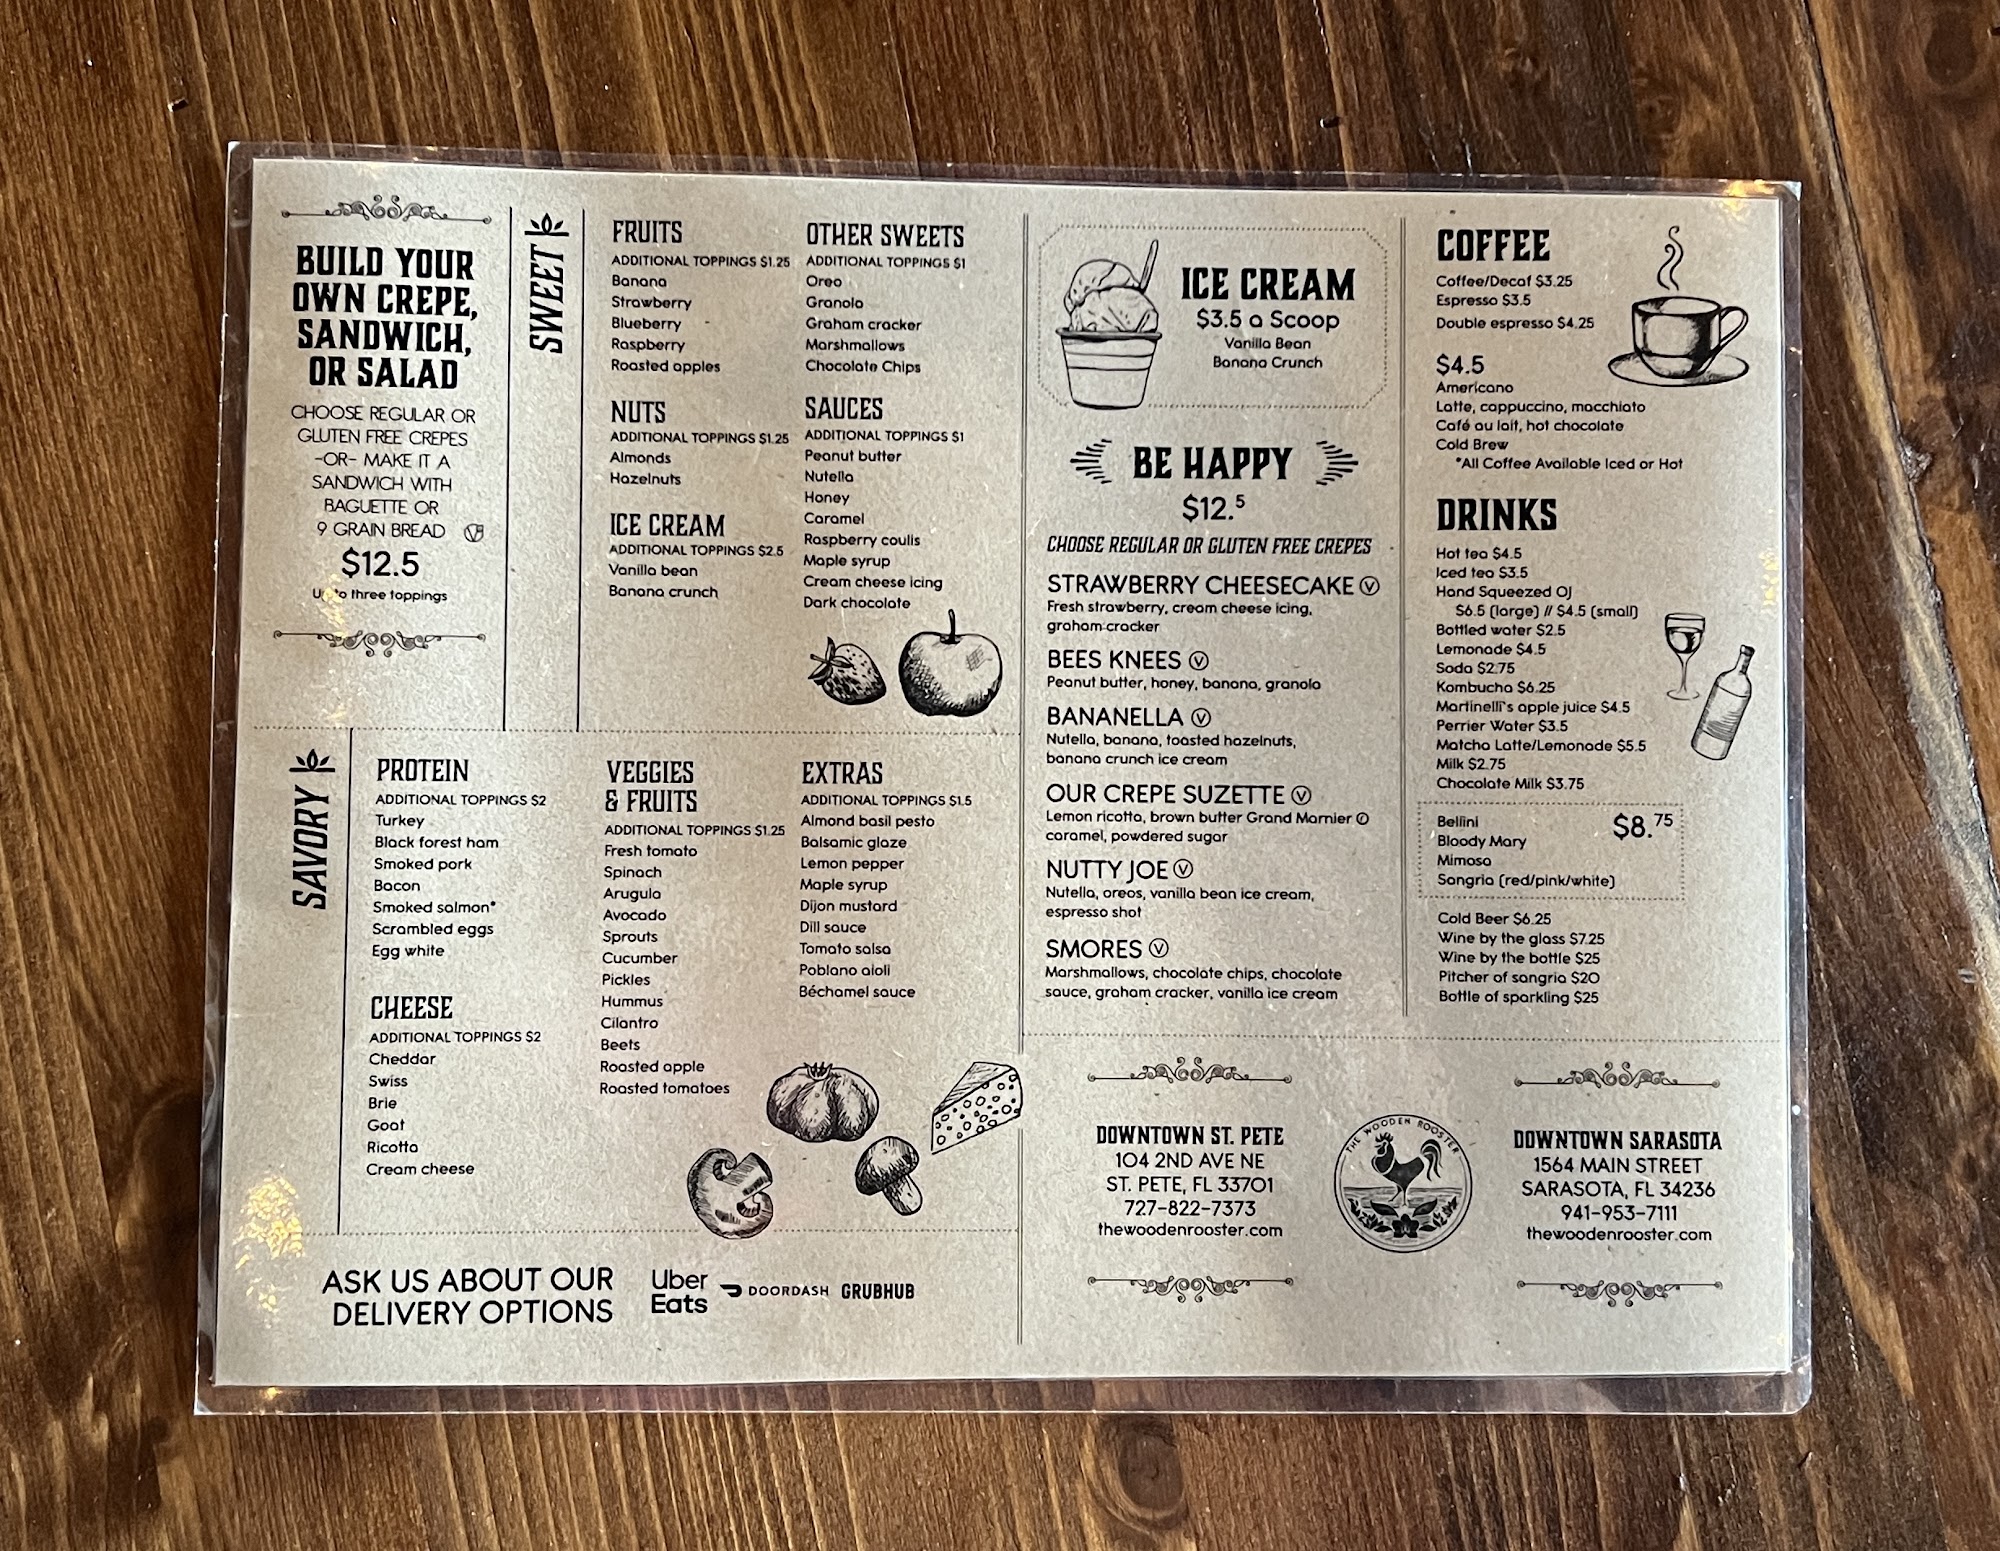 BUILD YOUR
OWN CREPE,
SANDWICH,
OR SALAD
CHOOSE REGULAR OR
GLUTEN FREE CREPES
-OR- MAKE IT A
SANDWICH WITH
BAGUETTE OR
9 GRAIN BREAD
$12.5
to three toppings
SWEET
FRUITS
ADDITIONAL TOPPINGS $1.25
Banana
Strawberry
Blueberry
Raspberry
Roasted apples
NUTS
ADDITIONAL TOPPINGS $1.25
Almonds
Hazelnuts
ICE CREAM
ADDITIONAL TOPPINGS $2.5
Vanilla bean
Banana crunch
OTHER SWEETS
ADDITIONAL TOPPINGS $1
Oreo
Granola
Graham cracker
Marshmallows
Chocolate Chips
SAUCES
ADDITIONAL TOPPINGS $1
Peanut butter
Nutella
Honey
Caramel
Raspberry coulis
Maple syrup
Cream cheese icing
Dark chocolate
SAVORY
PROTEIN
ADDITIONAL TOPPINGS $2
Turkey
Black forest ham
Smoked pork
Bacon
Smoked salmon*
Scrambled eggs
Egg white
CHEESE
ADDITIONAL TOPPINGS $2
Cheddar
Swiss
Brie
Goat
Ricotta
Cream cheese
VEGGIES
& FRUITS
ADDITIONAL TOPPINGS $1.25
Fresh tomato
Spinach
Arugula
Avocado
Sprouts
Cucumber
Pickles
Hummus
Cilantro
Beets
Roasted apple
Roasted tomatoes
EXTRAS
ADDITIONAL TOPPINGS $1.5
Almond basil pesto
Balsamic glaze
Lemon pepper
Maple syrup
Dijon mustard
Dill sauce
Tomato salsa
Poblano aioli
Béchamel sauce
ASK US ABOUT OUR
DELIVERY OPTIONS
Uber
Eats
DOORDASH
GRUBHUB
ICE CREAM
$3.5 a Scoop
Vanilla Bean
Banana Crunch
BE HAPPY
$12.5
CHOOSE REGULAR OR GLUTEN FREE CREPES
STRAWBERRY CHEESECAKE Ⓥ
Fresh strawberry, cream cheese icing,
graham cracker
BEES KNEES Ⓥ
Peanut butter, honey, banana, granola
BANANELLA Ⓥ
Nutella, banana, toasted hazelnuts,
banana crunch ice cream
OUR CREPE SUZETTE Ⓥ
Lemon ricotta, brown butter Grand Marnier
caramel, powdered sugar
NUTTY JOE Ⓥ
Nutella, oreos, vanilla bean ice cream,
espresso shot
SMORES Ⓥ
Marshmallows, chocolate chips, chocolate
sauce, graham cracker, vanilla ice cream
COFFEE
Coffee/Decaf $3.25
Espresso $3.5
Double espresso $4.25
$4.5
Americano
Latte, cappuccino, macchiato
Café au lait, hot chocolate
Cold Brew
*All Coffee Available Iced or Hot
DRINKS
Hot tea $4.5
Iced tea $3.5
Hand Squeezed OJ
$6.5 (large) // $4.5 (small)
Bottled water $2.5
Lemonade $4.5
Soda $2.75
Kombucha $6.25
Martinelli's apple juice $4.5
Perrier Water $3.5
Matcha Latte/Lemonade $5.5
Milk $2.75
Chocolate Milk $3.75
Bellini $8.75
Bloody Mary
Mimosa
Sangria (red/pink/white)
Cold Beer $6.25
Wine by the glass $7.25
Wine by the bottle $25
Pitcher of sangria $20
Bottle of sparkling $25
DOWNTOWN ST. PETE
104 2ND AVE NE
ST. PETE, FL 33701
727-822-7373
thewoodenrooster.com
THE WOODEN ROOSTER
DOWNTOWN SARASOTA
1564 MAIN STREET
SARASOTA, FL 34236
941-953-7111
thewoodenrooster.com